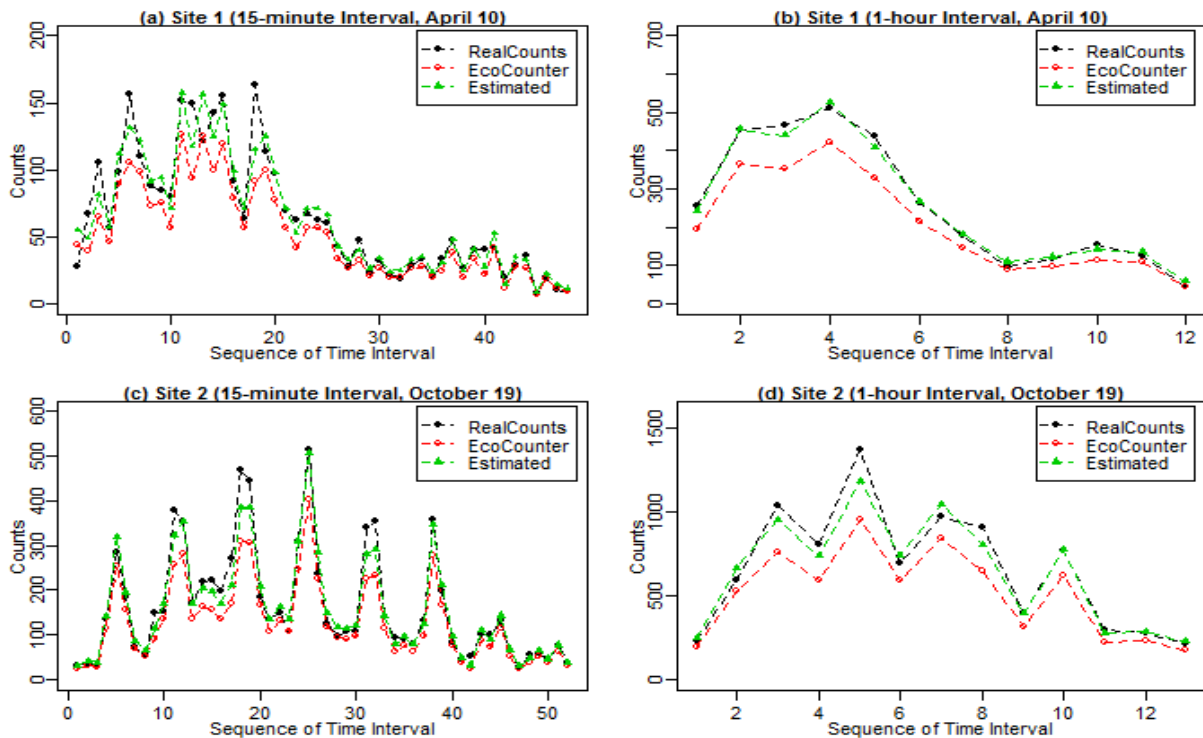 (a) Site 1 (15-minute Interval, April 10)
200
150
100
50
0
Counts
RealCounts
EcoCounter
Estimated
0 10 20 30 40
Sequence of Time Interval
(b) Site 1 (1-hour Interval, April 10)
700
500
300
100
0
Counts
RealCounts
EcoCounter
Estimated
2 4 6 8 10 12
Sequence of Time Interval
(c) Site 2 (15-minute Interval, October 19)
600
500
400
300
200
100
0
Counts
RealCounts
EcoCounter
Estimated
0 10 20 30 40 50
Sequence of Time Interval
(d) Site 2 (1-hour Interval, October 19)
1500
1000
500
0
Counts
RealCounts
EcoCounter
Estimated
2 4 6 8 10 12
Sequence of Time Interval